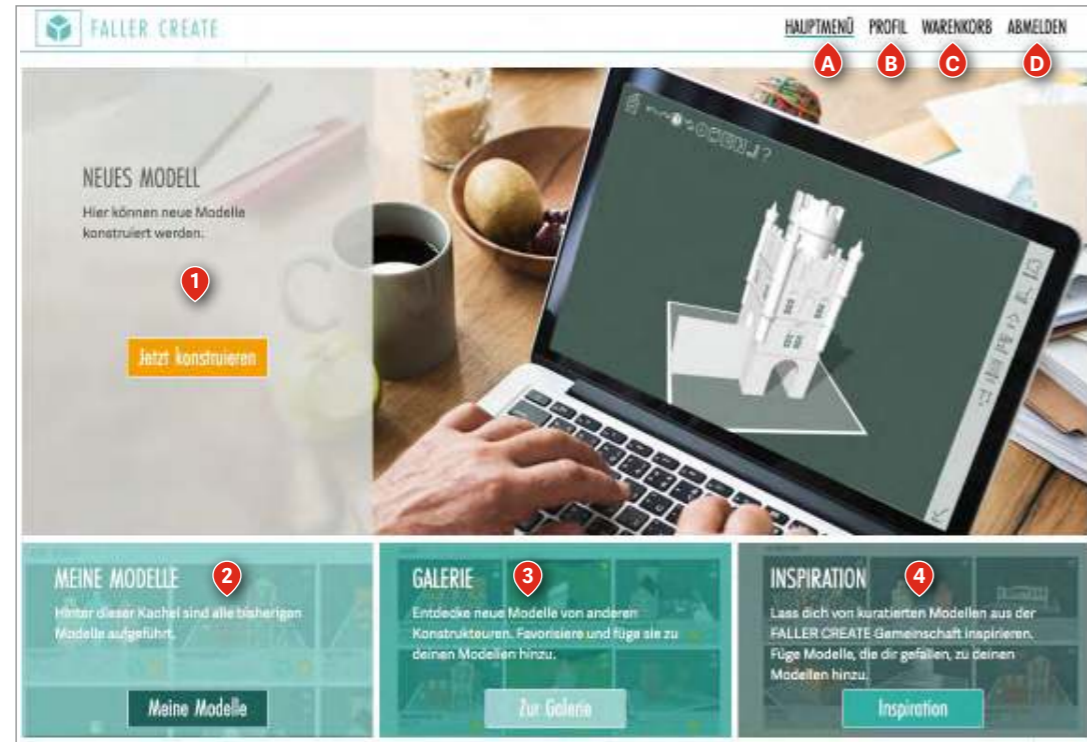 FALLER CREATE
HAUPTMENÜ PROFIL WARENKORB ABMELDEN
A B C D
NEUES MODELL
Hier können neue Modelle
konstruiert werden.
1
Jetzt konstruieren
MEINE MODELLE 2
Hinter dieser Kachel sind alle bisherigen
Modelle aufgeführt.
Meine Modelle
GALERIE 3
Entdecke neue Modelle von anderen
Konstrukteuren. Favorisiere und füge sie zu
deinen Modellen hinzu.
Zur Galerie
INSPIRATION 4
Lass dich von kuratierten Modellen aus der
FALLER CREATE Gemeinschaft inspirieren.
Füge Modelle, die dir gefallen, zu deinen
Modellen hinzu.
Inspiration